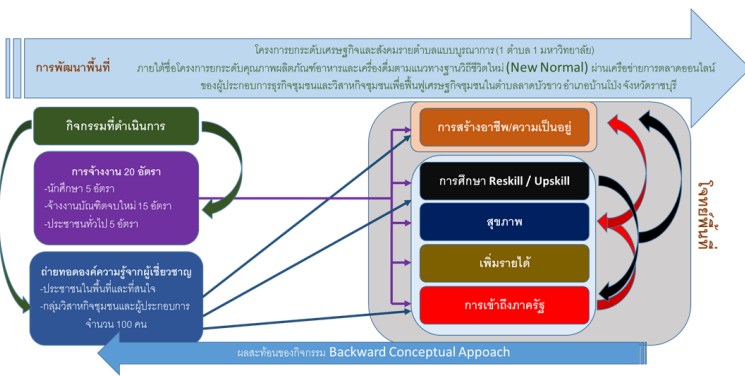 โครงการยกระดับเศรษฐกิจและสังคมรายตำบลแบบบูรณาการ (1 ตำบล 1 มหาวิทยาลัย)
การพัฒนาพื้นที่
ภายใต้ชื่อโครงการยกระดับคุณภาพผลิตภัณฑ์อาหารและเครื่องดื่มตามแนวทางฐานวิถีชีวิตใหม่ (New Normal) ผ่านเครือข่ายการตลาดออนไลน์
ของผู้ประกอบการธุรกิจชุมชนและวิสาหกิจชุมชนเพื่อฟื้นฟูเศรษฐกิจชุมชนในตำบลลาดบัวขาว อำเภอบ้านโป่ง จังหวัดราชบุรี
กิจกรรมที่ดำเนินการ
การจ้างงาน 20 อัตรา
-นักศึกษา 5 อัตรา
-จ้างงานบัณฑิตจบใหม่ 15 อัตรา
-ประชาชนทั่วไป 5 อัตรา
ถ่ายทอดองค์ความรู้จากผู้เชี่ยวชาญ
-ประชาชนในพื้นที่และที่สนใจ
-กลุ่มวิสาหกิจชุมชนและผู้ประกอบการ
จำนวน 100 คน
การสร้างอาชีพ/ความเป็นอยู่
การศึกษา Reskill / Upskill
สุขภาพ
เพิ่มรายได้
การเข้าถึงภาครัฐ
โจทย์พื้นที่
ผลสะท้อนของกิจกรรม Backward Conceptual Appoach